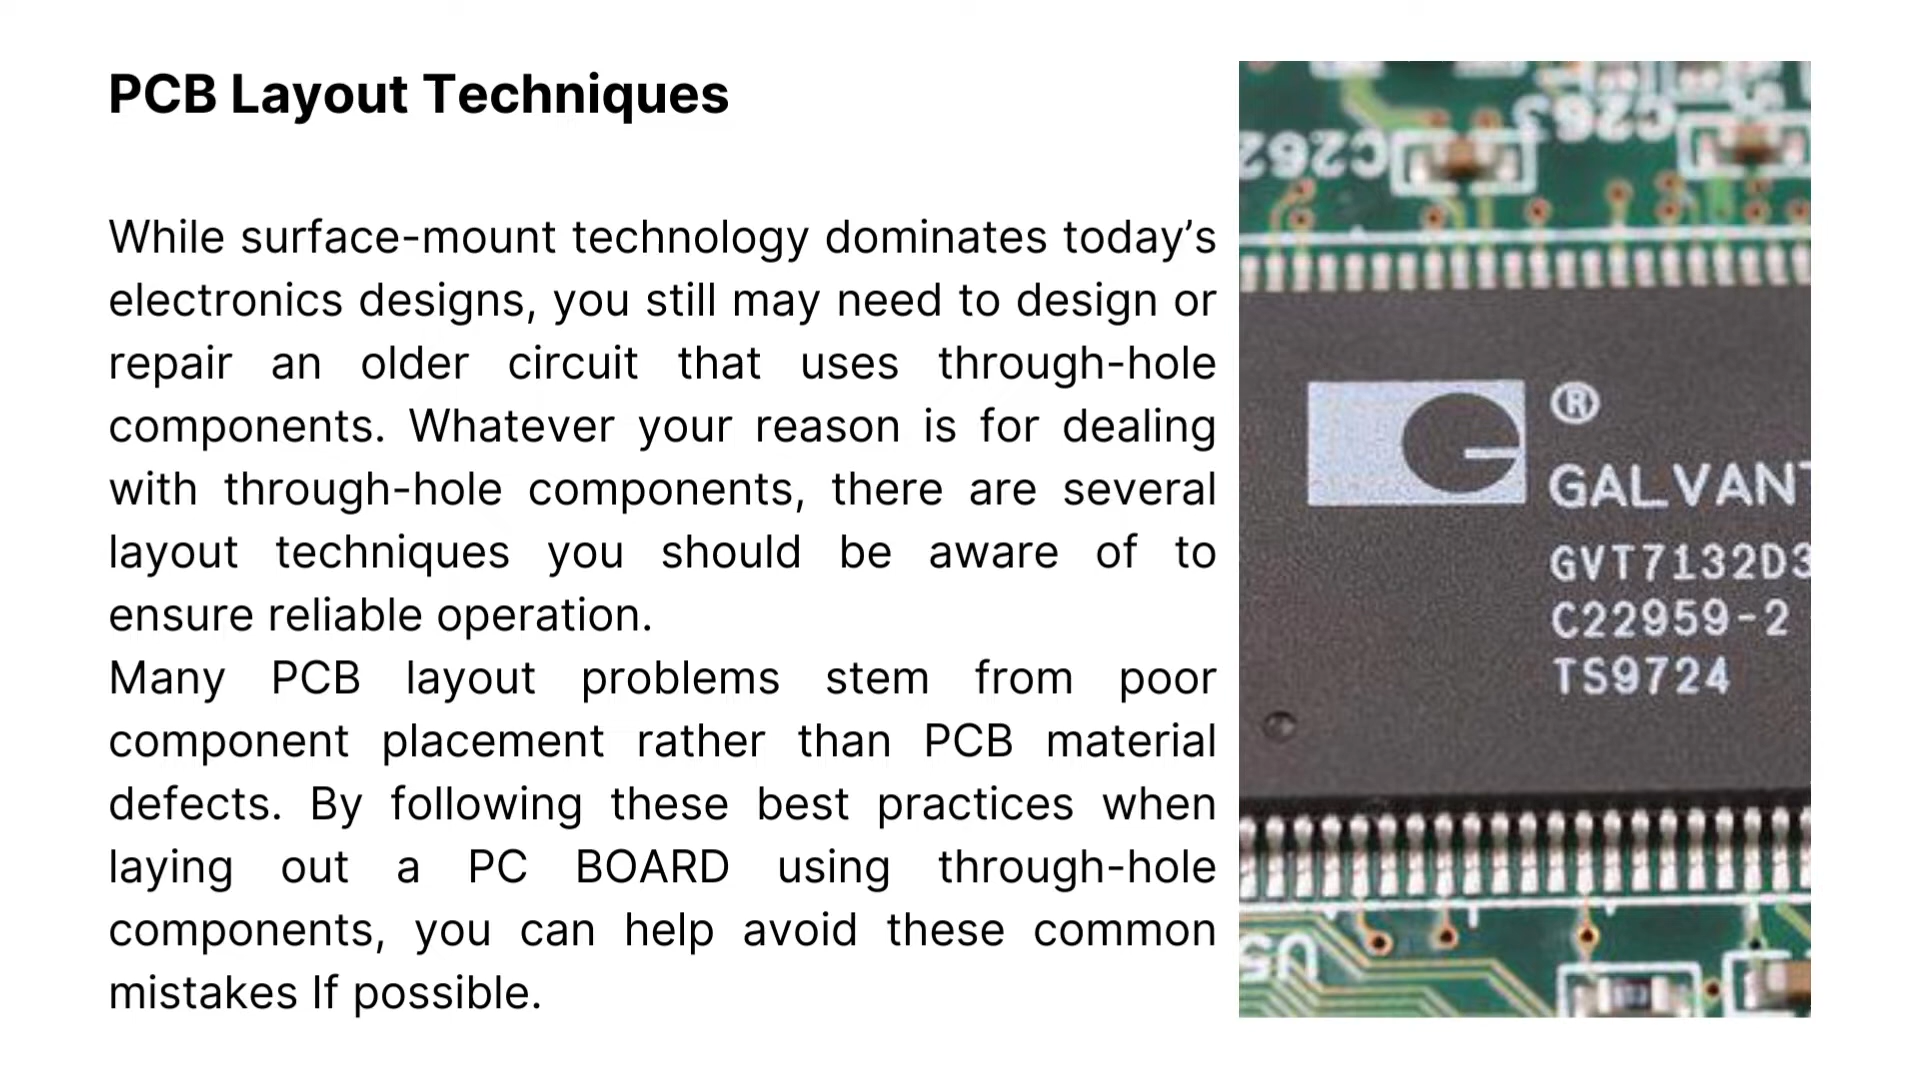 PCB Layout Techniques
While surface-mount technology dominates today’s
electronics designs, you still may need to design or
repair an older circuit that uses through-hole
components. Whatever your reason is for dealing
with through-hole components, there are several
layout techniques you should be aware of to
ensure reliable operation.
Many PCB layout problems stem from poor
component placement rather than PCB material
defects. By following these best practices when
laying out a PC BOARD using through-hole
components, you can help avoid these common
mistakes If possible.
C262
C263
®
GALVANT
GVT7132D3
C22959-2
TS9724
U5